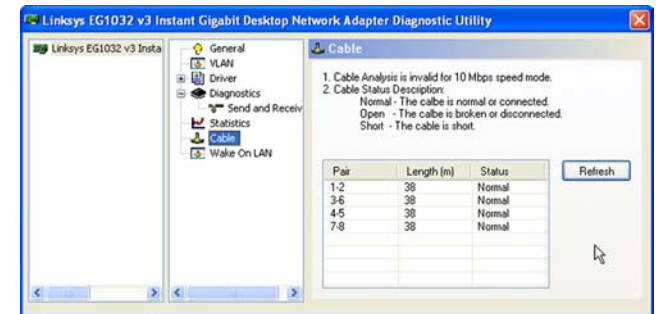 Linksys EG1032 v3 Instant Gigabit Desktop Network Adapter Diagnostic Utility
Linksys EG1032 v3 Insta
General
VLAN
Driver
Diagnostics
Send and Receiv
Statistics
Cable
Wake On LAN
Cable
1. Cable Analysis is invalid for 10 Mbps speed mode.
2. Cable Status Description:
Normal - The calbe is normal or connected.
Open - The calbe is broken or disconnected.
Short - The cable is short.
Pair Length (m) Status
1-2 38 Normal
3-6 38 Normal
4-5 38 Normal
7-8 38 Normal
Refresh